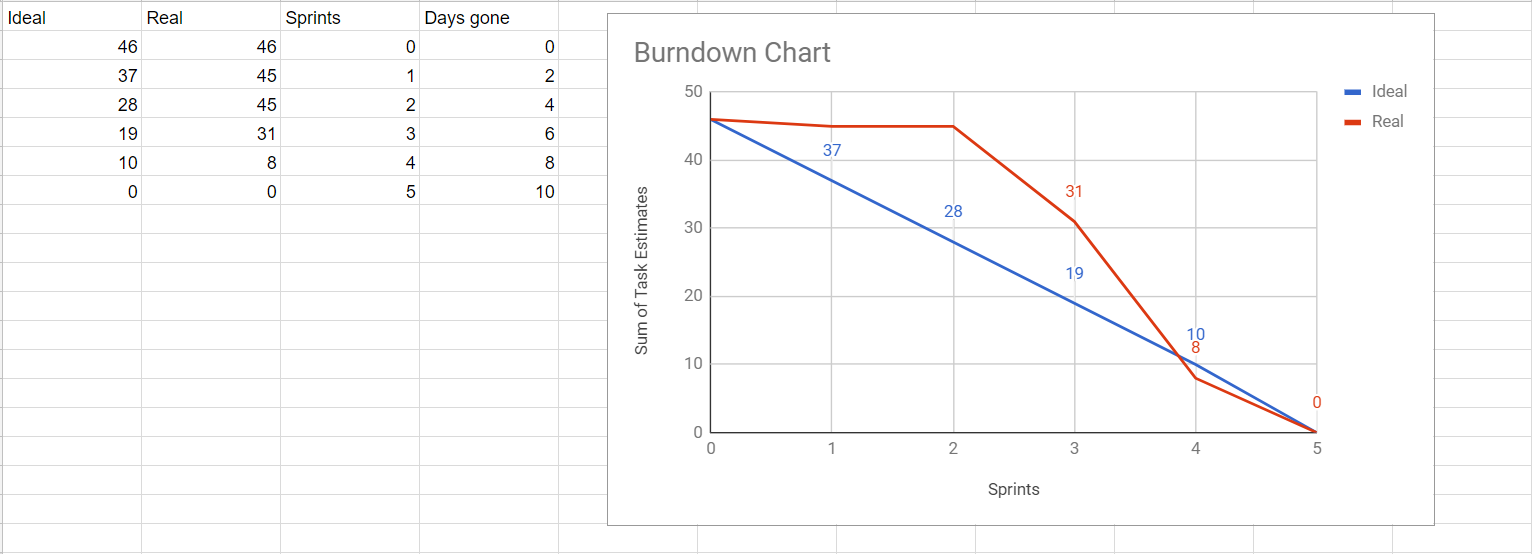 Ideal Real Sprints Days gone
46 46 0 0
37 45 1 2
28 45 2 4
19 31 3 6
10 8 4 8
0 0 5 10
Burndown Chart
Ideal
Real
Sum of Task Estimates
50
40
30
20
10
0
37
28
31
19
10
8
0
0 1 2 3 4 5
Sprints